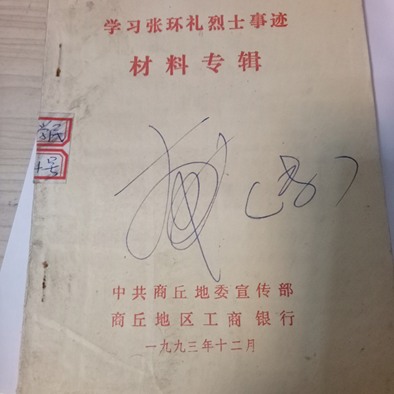 学习张环礼烈士事迹
材料专辑
中共商丘地委宣传部
商丘地区工商银行
一九九三年十二月